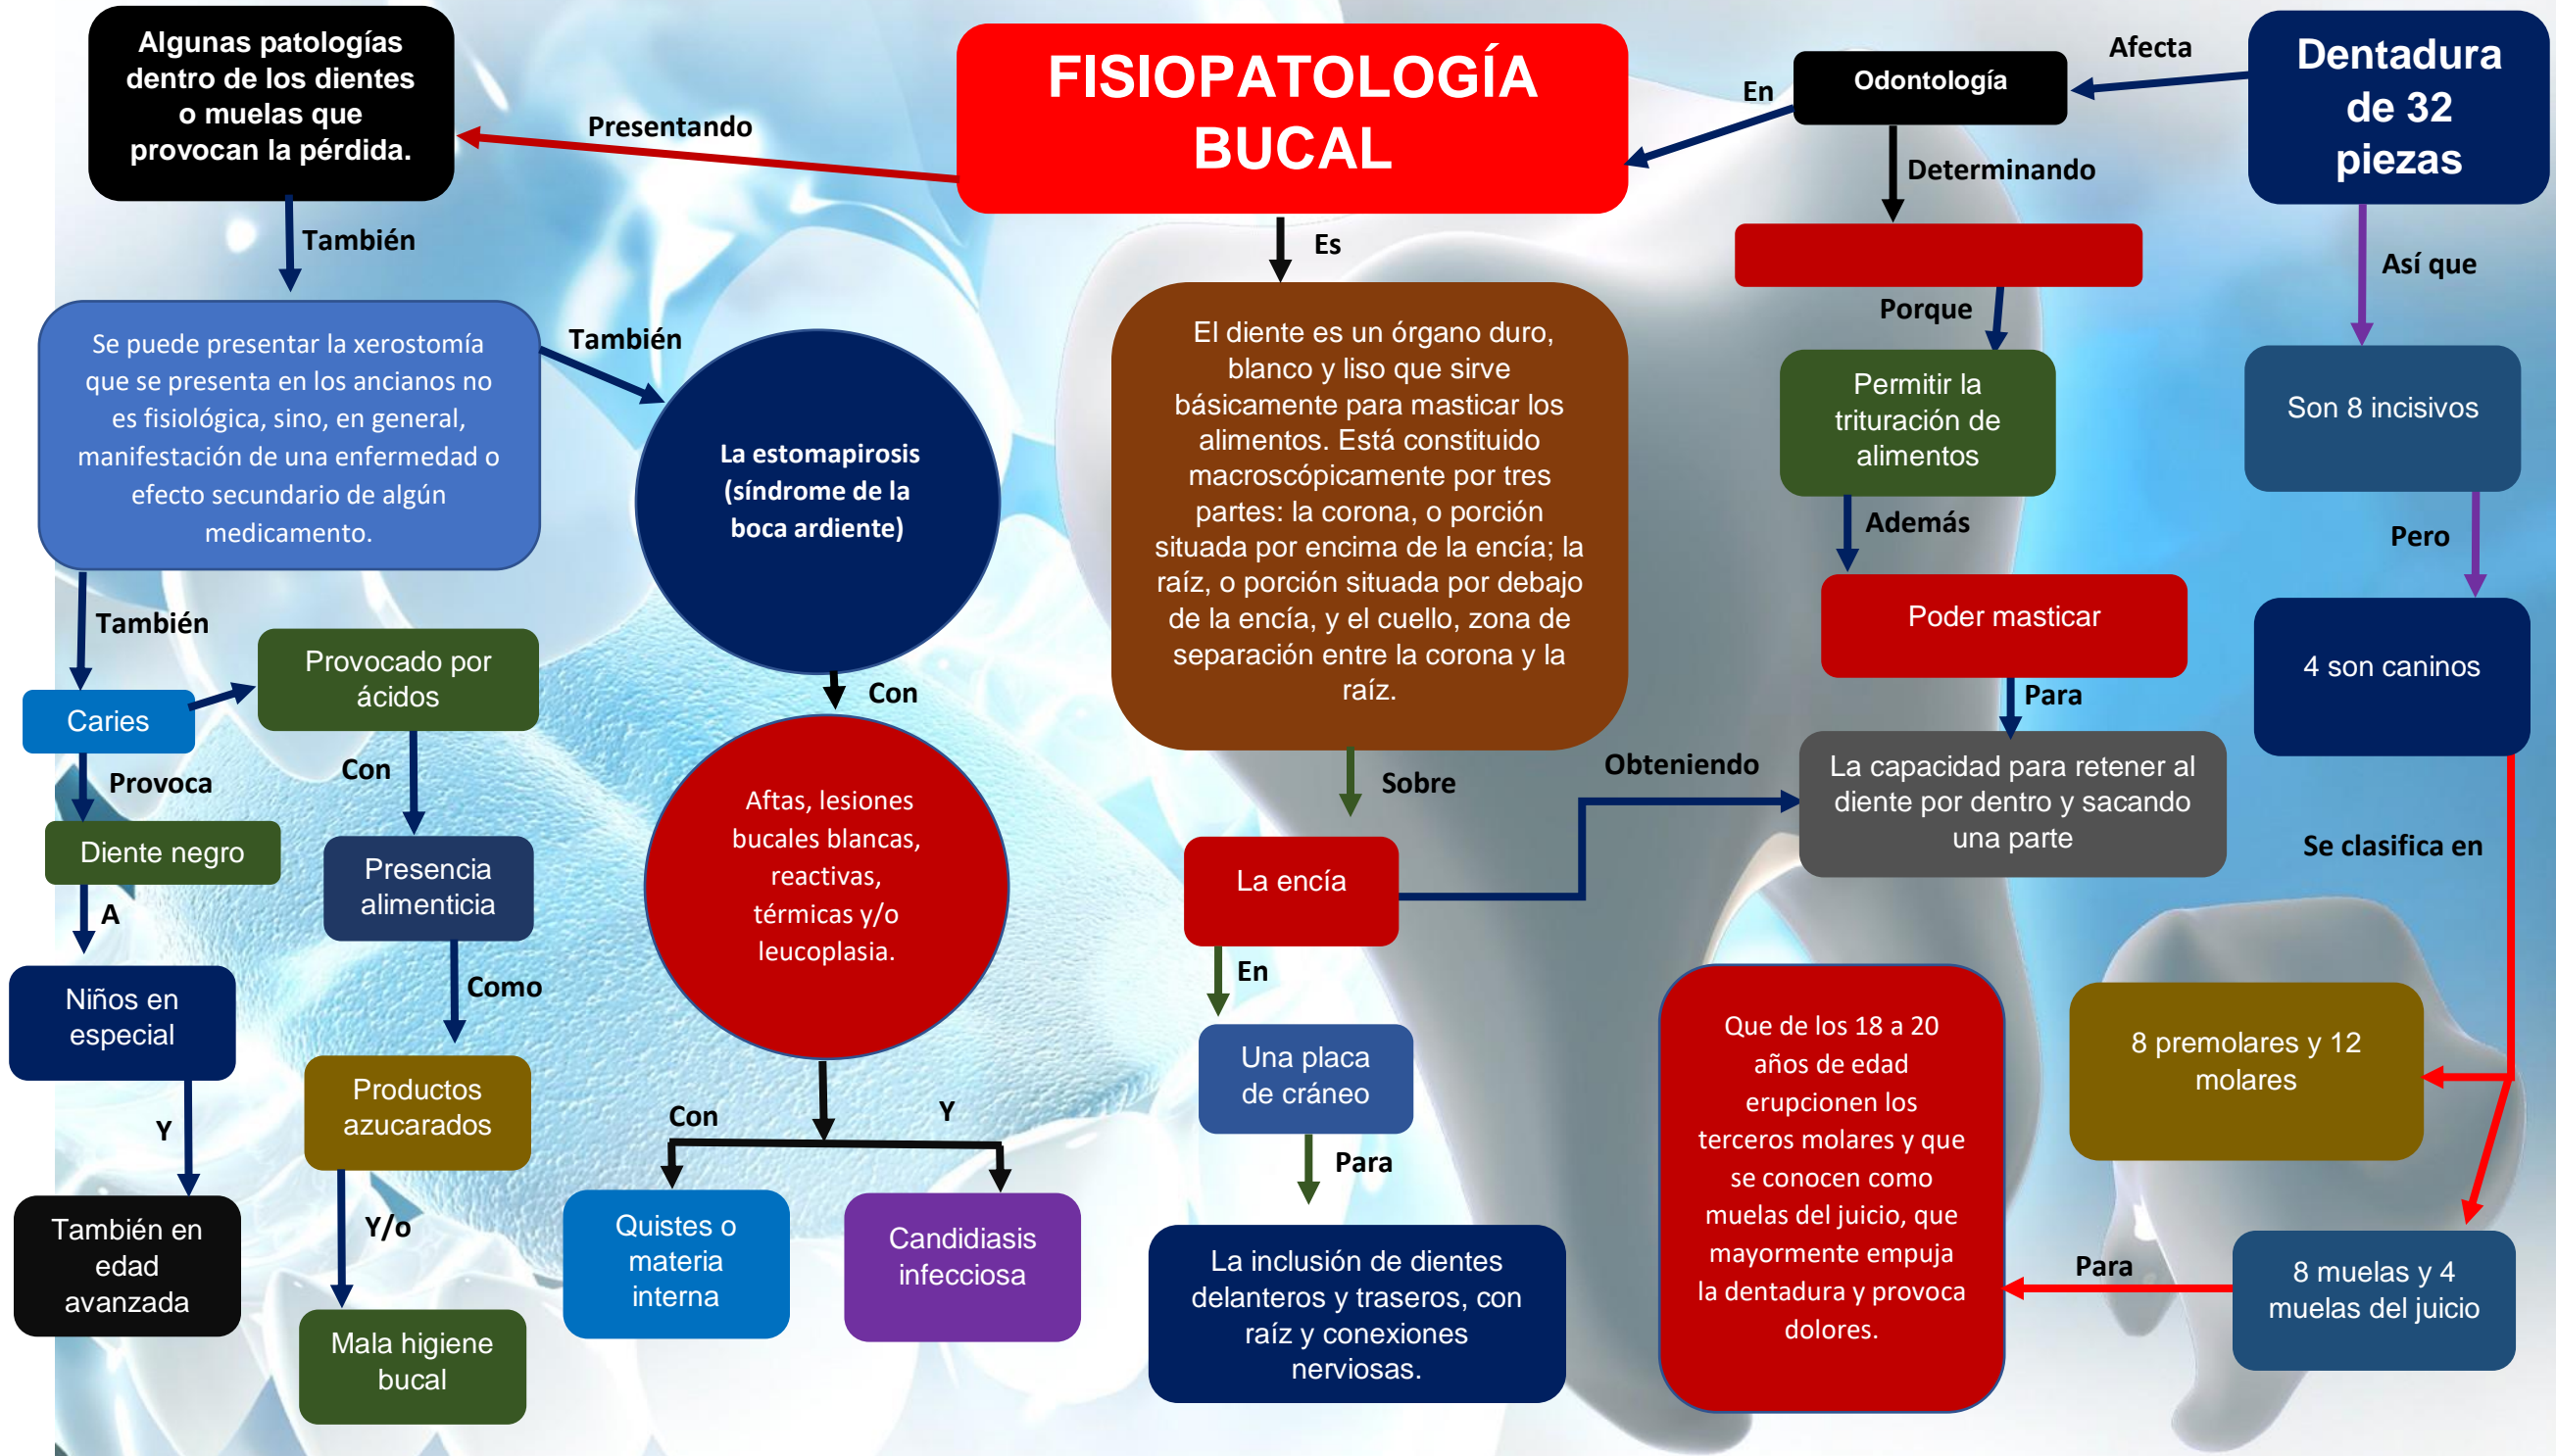 FISIOPATOLOGÍA
BUCAL
Presentando
Algunas patologías
dentro de los dientes
o muelas que
provocan la pérdida.
También
Se puede presentar la xerostomía
que se presenta en los ancianos no
es fisiológica, sino, en general,
manifestación de una enfermedad o
efecto secundario de algún
medicamento.
También
La estomapirosis
(síndrome de la
boca ardiente)
Con
Aftas, lesiones
bucales blancas,
reactivas,
térmicas y/o
leucoplasia.
Con
Y
Quistes o
materia
interna
Candidiasis
infecciosa
También
Caries
Provocado por
ácidos
Con
Presencia
alimenticia
Como
Productos
azucarados
Y/o
Mala higiene
bucal
Provoca
Diente negro
A
Niños en
especial
Y
También en
edad
avanzada
Es
El diente es un órgano duro,
blanco y liso que sirve
básicamente para masticar los
alimentos. Está constituido
macroscópicamente por tres
partes: la corona, o porción
situada por encima de la encía; la
raíz, o porción situada por debajo
de la encía, y el cuello, zona de
separación entre la corona y la
raíz.
Sobre
La encía
Obteniendo
En
Una placa
de cráneo
Para
La inclusión de dientes
delanteros y traseros, con
raíz y conexiones
nerviosas.
En
Odontología
Determinando
Porque
Permitir la
trituración de
alimentos
Además
Poder masticar
Para
La capacidad para retener al
diente por dentro y sacando
una parte
Afecta
Dentadura
de 32
piezas
Así que
Son 8 incisivos
Pero
4 son caninos
Se clasifica en
8 premolares y 12
molares
8 muelas y 4
muelas del juicio
Para
Que de los 18 a 20
años de edad
erupcionen los
terceros molares y que
se conocen como
muelas del juicio, que
mayormente empuja
la dentadura y provoca
dolores.